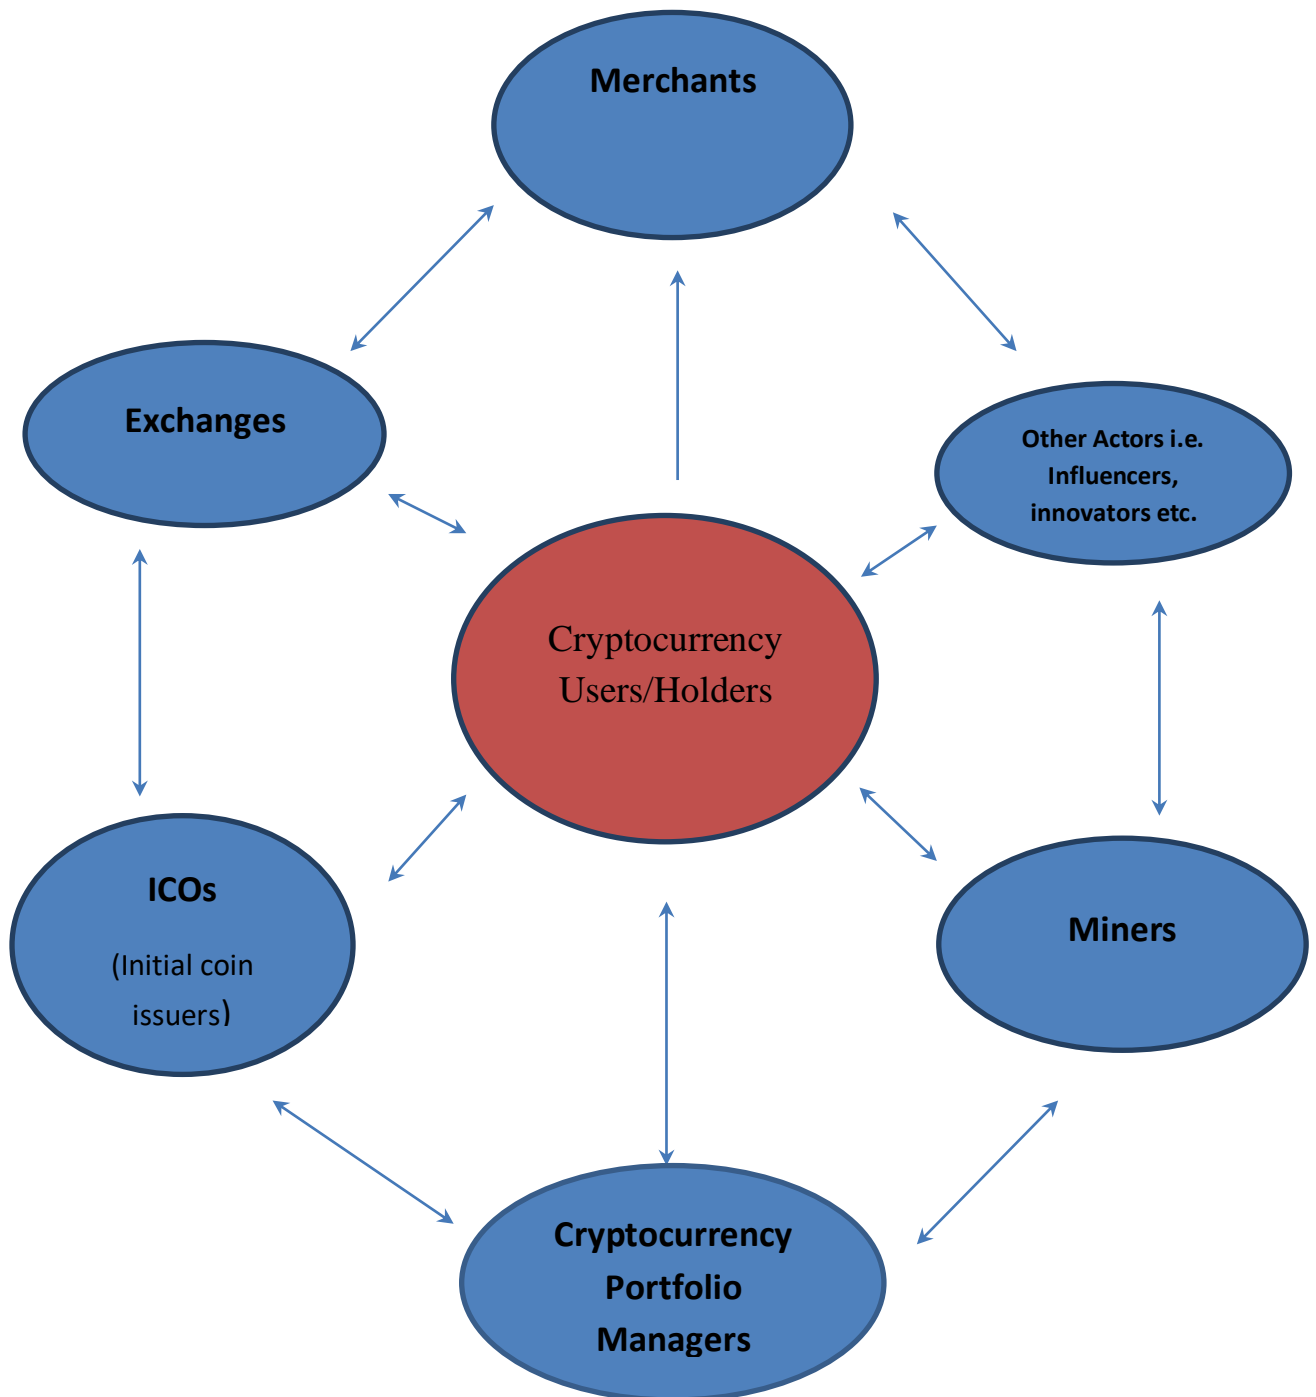 Merchants
Exchanges
Other Actors i.e.
Influencers,
innovators etc.
Cryptocurrency
Users/Holders
ICOs
(Initial coin
issuers)
Miners
Cryptocurrency
Portfolio
Managers